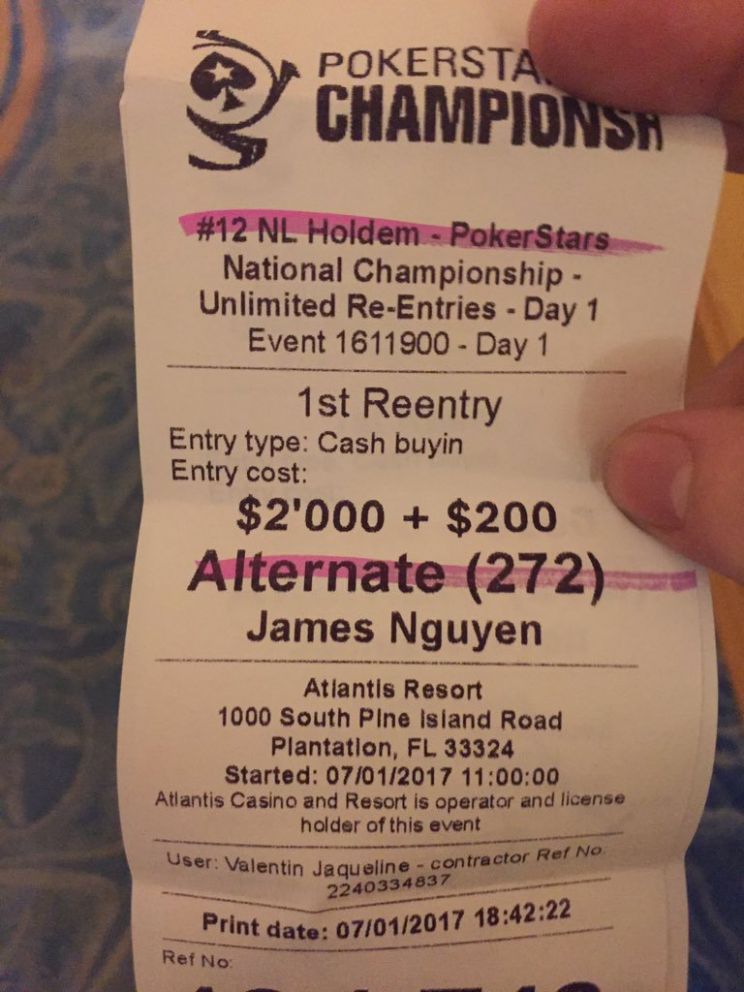 POKERSTA
CHAMPIONSH
#12 NL Holdem - PokerStars
National Championship -
Unlimited Re-Entries - Day 1
Event 1611900 - Day 1
1st Reentry
Entry type: Cash buyin
Entry cost:
$2'000 + $200
Alternate (272)
James Nguyen
Atlantis Resort
1000 South Pine Island Road
Plantation, FL 33324
Started: 07/01/2017 11:00:00
Atlantis Casino and Resort is operator and license
holder of this event
User: Valentin Jaqueline - contractor Ref No.
2240334837
Print date: 07/01/2017 18:42:22
Ref No: